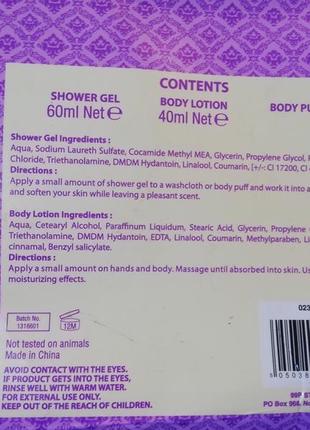 CONTENTS
SHOWER GEL
60ml Net e
BODY LOTION
40ml Net e
BODY PU
Shower Gel Ingredients :
Aqua, Sodium Laureth Sulfate, Cocamide Methyl MEA, Glycerin, Propylene Glycol,
Chloride, Triethanolamine, DMDM Hydantoin, Linalool, Coumarin, [+/-: CI 17200, CI
Directions :
Apply a small amount of shower gel to a washcloth or body puff and work it into a
and soften your skin while leaving a pleasant scent.
Body Lotion Ingredients :
Aqua, Cetearyl Alcohol, Paraffinum Liquidum, Stearic Acid, Glycerin, Propylene
Triethanolamine, DMDM Hydantoin, EDTA, Linalool, Coumarin, Methylparaben, Li
cinnamal, Benzyl salicylate.
Directions :
Apply a small amount on hands and body. Massage until absorbed into skin. Us
moisturizing effects.
Batch No.
1316601
12M
Not tested on animals
Made in China
AVOID CONTACT WITH THE EYES.
IF PRODUCT GETS INTO THE EYES,
RINSE WELL WITH WARM WATER.
FOR EXTERNAL USE ONLY.
KEEP OUT OF THE REACH OF CHILDREN.
023
5 05038
99P ST
PO Box 968, N